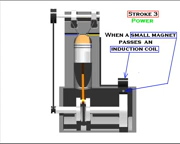 STROKE 3
POWER
WHEN A SMALL MAGNET
PASSES AN
INDUCTION COIL